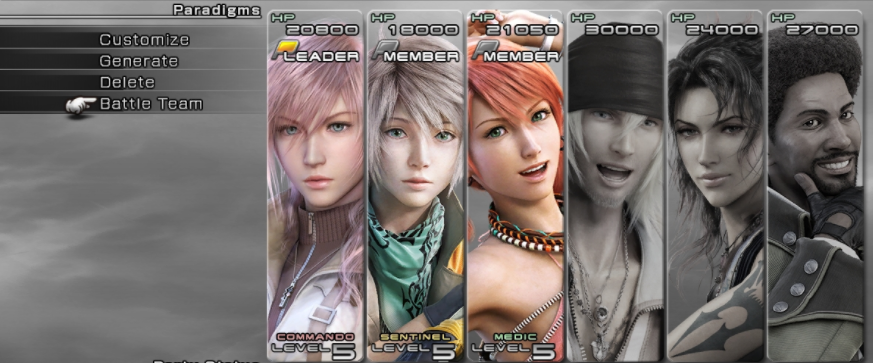 Paradigms
Customize
Generate
Delete
Battle Team
HP
20800
LEADER
COMMANDO
LEVEL 5
HP
18000
MEMBER
SENTINEL
LEVEL 5
HP
21050
MEMBER
MEDIC
LEVEL 5
HP
30000
HP
24000
HP
27000